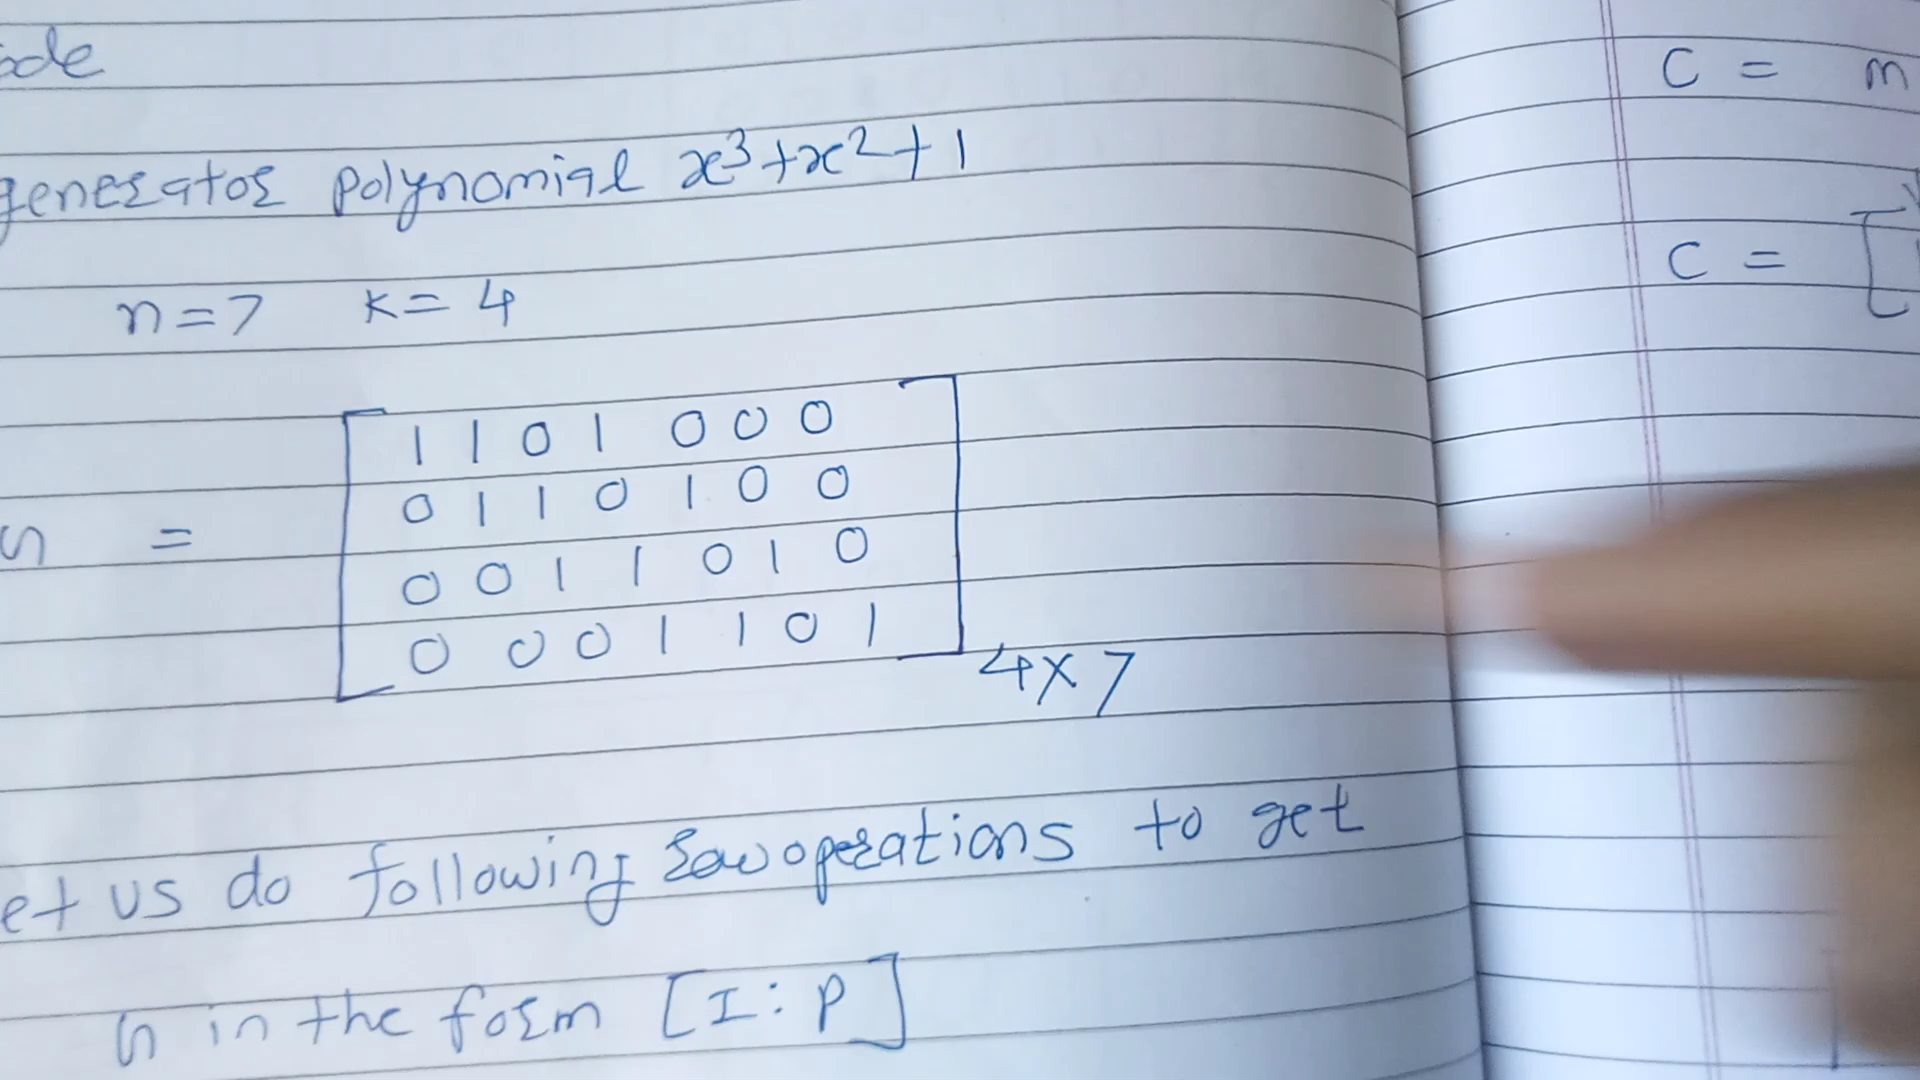 ode
generator polynomial x³+x²+1
n=7 k=4
G = [1 1 0 1 0 0 0
0 1 1 0 1 0 0
0 0 1 1 0 1 0
0 0 0 1 1 0 1] 4×7
et us do following row operations to get
G in the form [I:P]
C = m
C = [